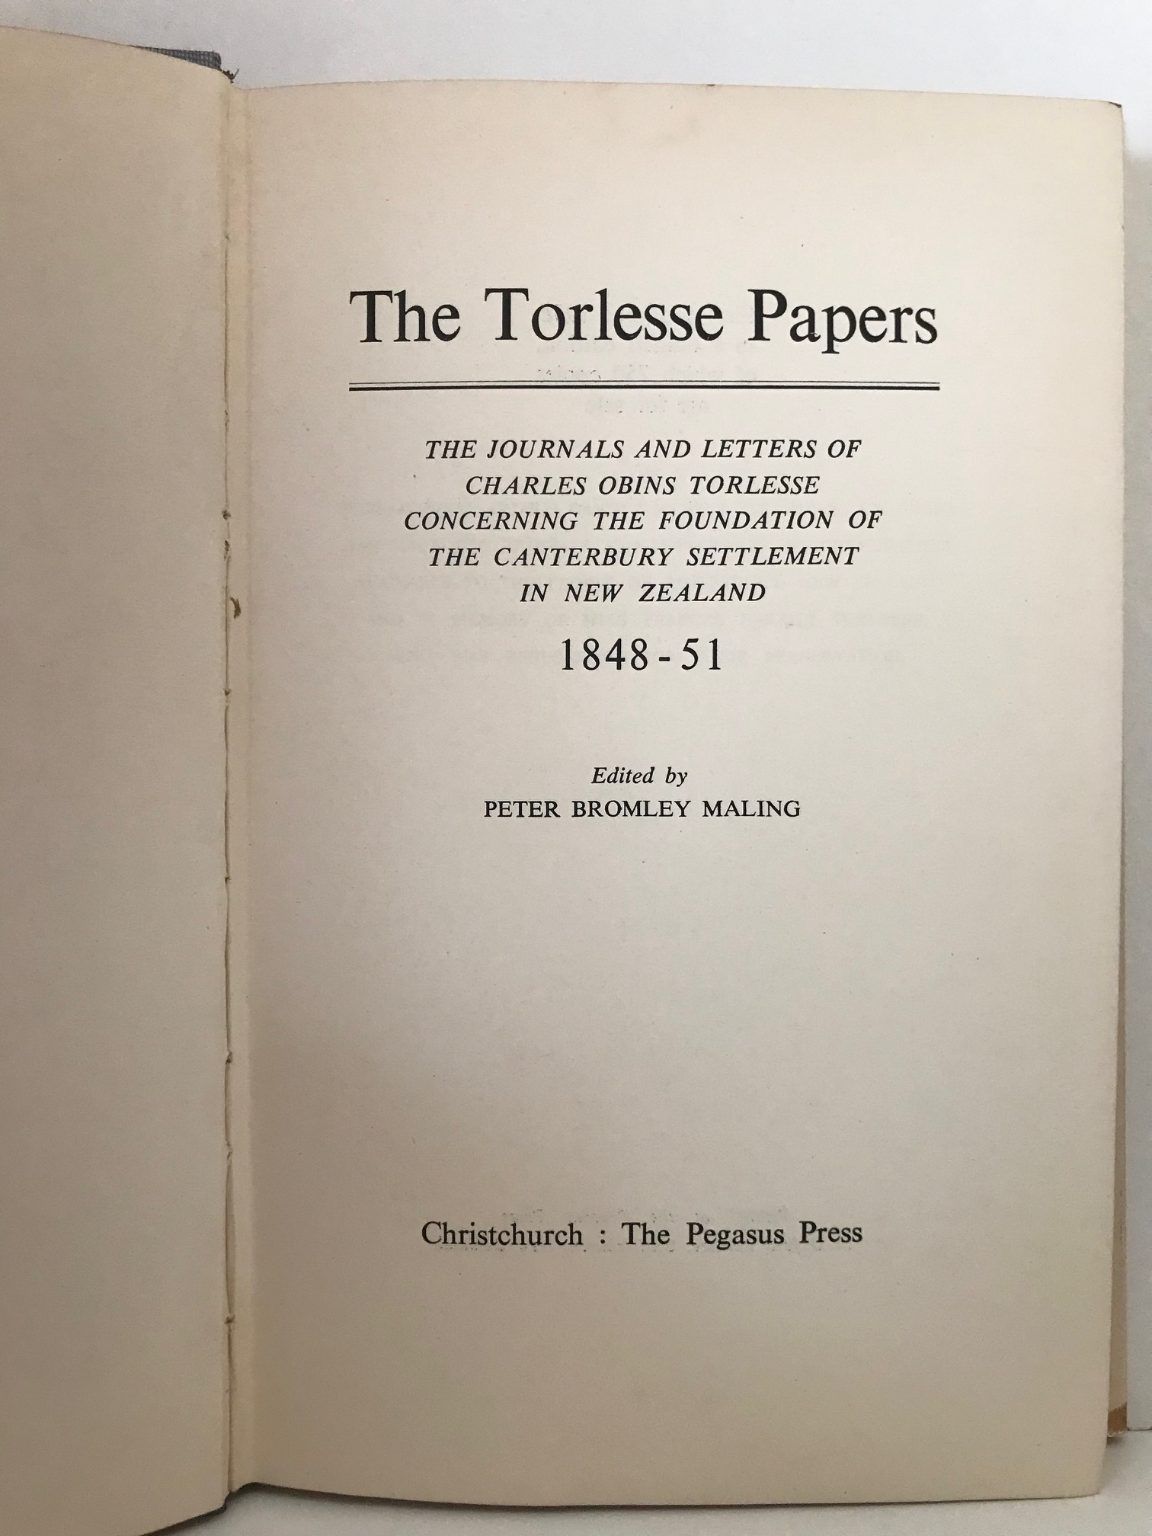 The Torlesse Papers
THE JOURNALS AND LETTERS OF
CHARLES OBINS TORLESSE
CONCERNING THE FOUNDATION OF
THE CANTERBURY SETTLEMENT
IN NEW ZEALAND
1848-51
Edited by
PETER BROMLEY MALING
Christchurch : The Pegasus Press